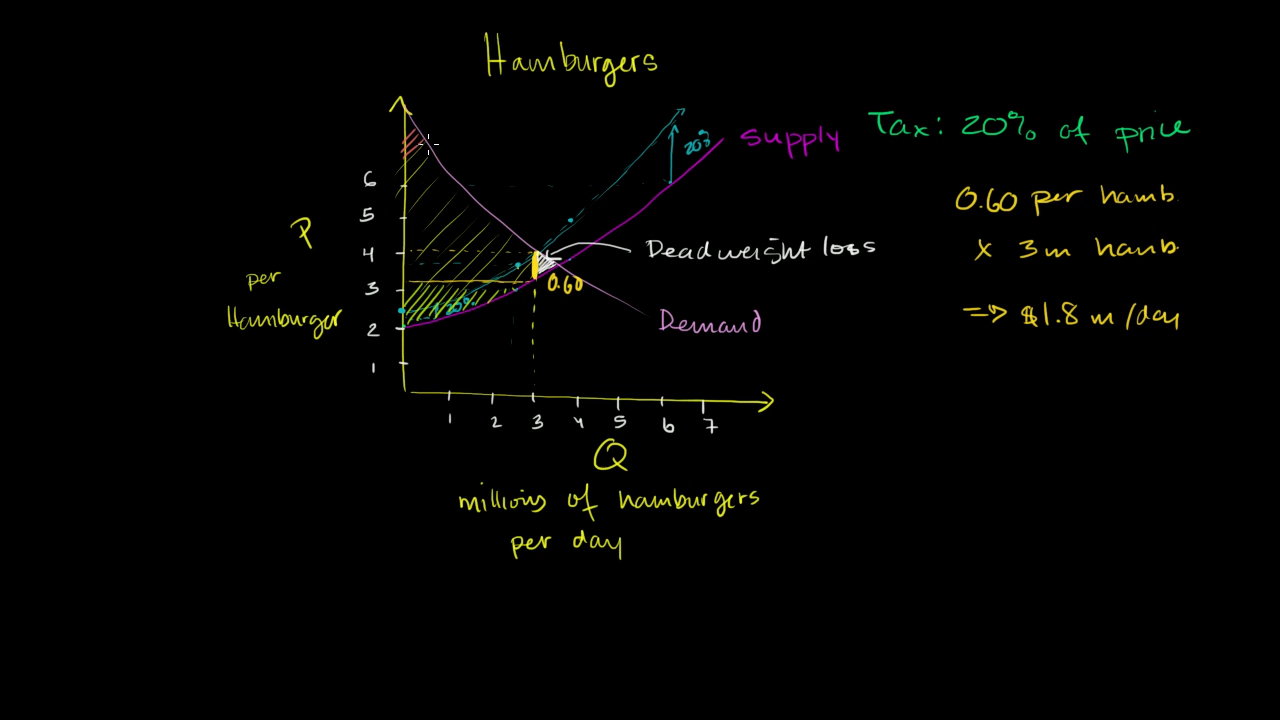 Hamburgers
Tax: 20% of price
Supply
20%
6
5
4
3
2
1
P
per
Hamburger
0.60 per hamb.
x 3m hamb
=> $1.8 m/day
Deadweight loss
0.60
20%
Demand
1 2 3 4 5 6 7
Q
millions of hamburgers
per day